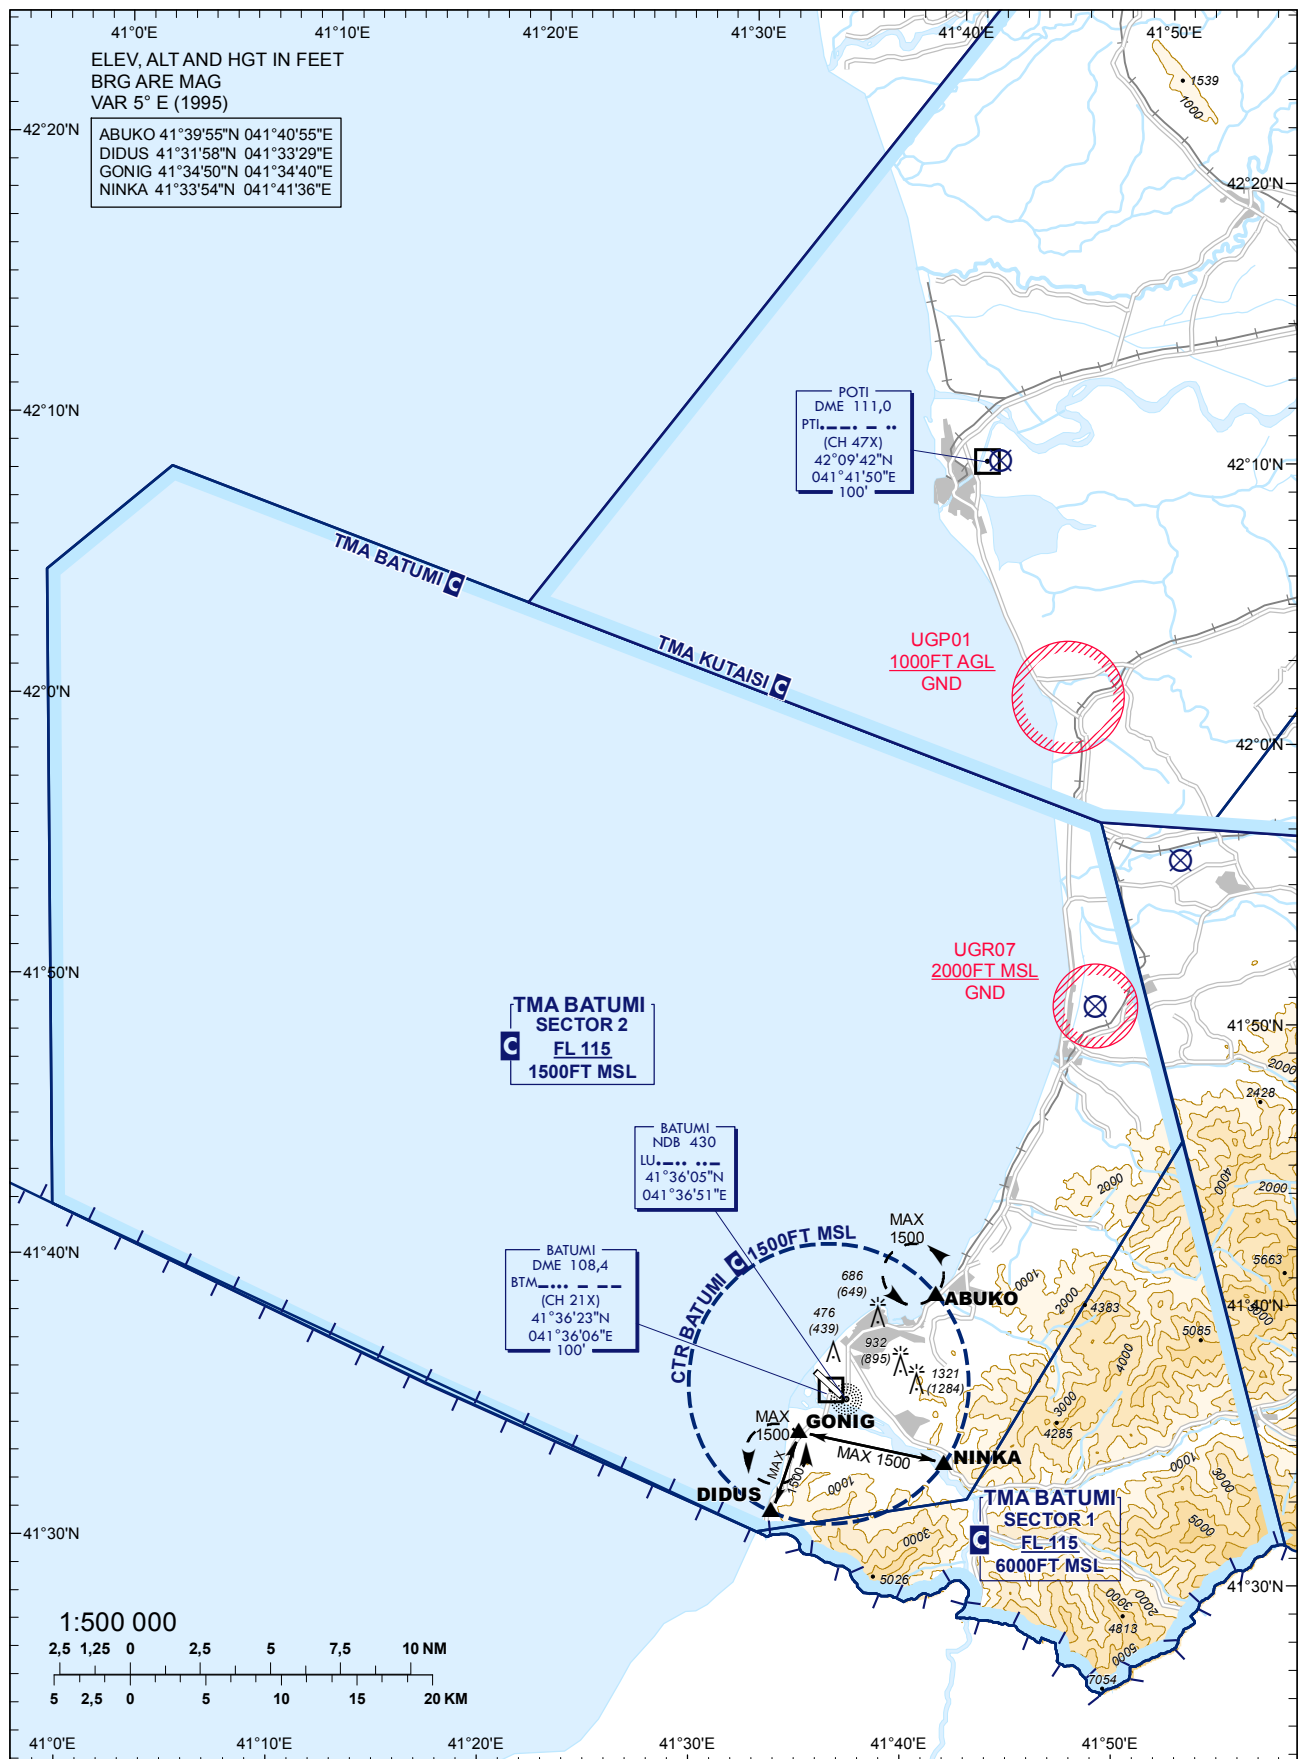 41°0'E
41°10'E
41°20'E
41°30'E
41°40'E
41°50'E
ELEV, ALT AND HGT IN FEET
BRG ARE MAG
VAR 5° E (1995)
ABUKO 41°39'55"N 041°40'55"E
DIDUS 41°31'58"N 041°33'29"E
GONIG 41°34'50"N 041°34'40"E
NINKA 41°33'54"N 041°41'36"E
1539
1000
42°20'N
42°20'N
POTI
DME 111,0
PTI
(CH 47X)
42°09'42"N
041°41'50"E
100'
42°10'N
42°10'N
TMA BATUMI C
TMA KUTAISI C
UGP01
1000FT AGL
GND
42°0'N
42°0'N
UGR07
2000FT MSL
GND
41°50'N
41°50'N
TMA BATUMI
SECTOR 2
C
FL 115
1500FT MSL
2000
2428
4000
2000
2000
BATUMI
NDB 430
LU
41°36'05"N
041°36'51"E
MAX
1500
CTR BATUMI C 1500FT MSL
41°40'N
41°40'N
BATUMI
DME 108,4
BTM
(CH 21X)
41°36'23"N
041°36'06"E
100'
5663
1000
2000
4383
5085
4000
ABUKO
686
(649)
476
(439)
932
(895)
1321
(1284)
3000
4285
MAX
1500
GONIG
MAX 1500
NINKA
MAX
1500
DIDUS
1000
1000
3000
5000
3000
5026
TMA BATUMI
SECTOR 1
C
FL 115
6000FT MSL
41°30'N
41°30'N
3000
2000
4813
5000
7054
1:500 000
2,5 1,25 0 2,5 5 7,5 10 NM
5 2,5 0 5 10 15 20 KM
41°0'E
41°10'E
41°20'E
41°30'E
41°40'E
41°50'E